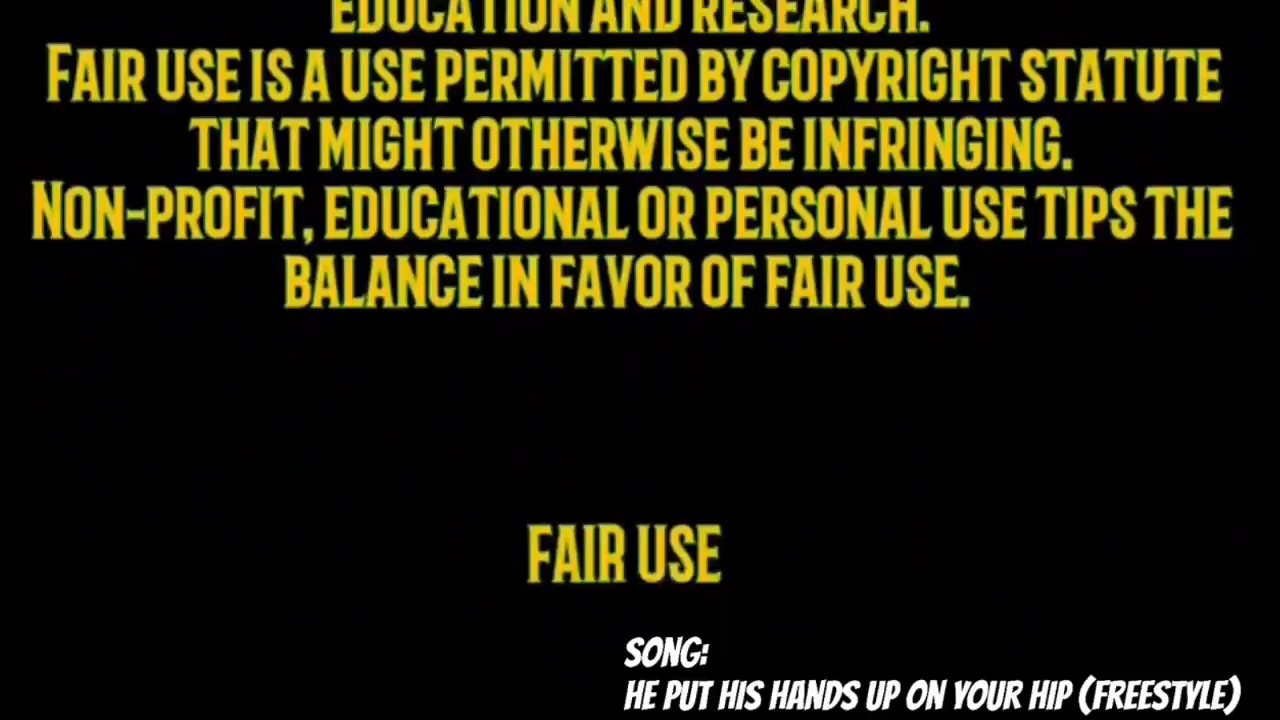 EDUCATION AND RESEARCH.
FAIR USE IS A USE PERMITTED BY COPYRIGHT STATUTE
THAT MIGHT OTHERWISE BE INFRINGING.
NON-PROFIT, EDUCATIONAL OR PERSONAL USE TIPS THE
BALANCE IN FAVOR OF FAIR USE.
FAIR USE
SONG:
HE PUT HIS HANDS UP ON YOUR HIP (FREESTYLE)